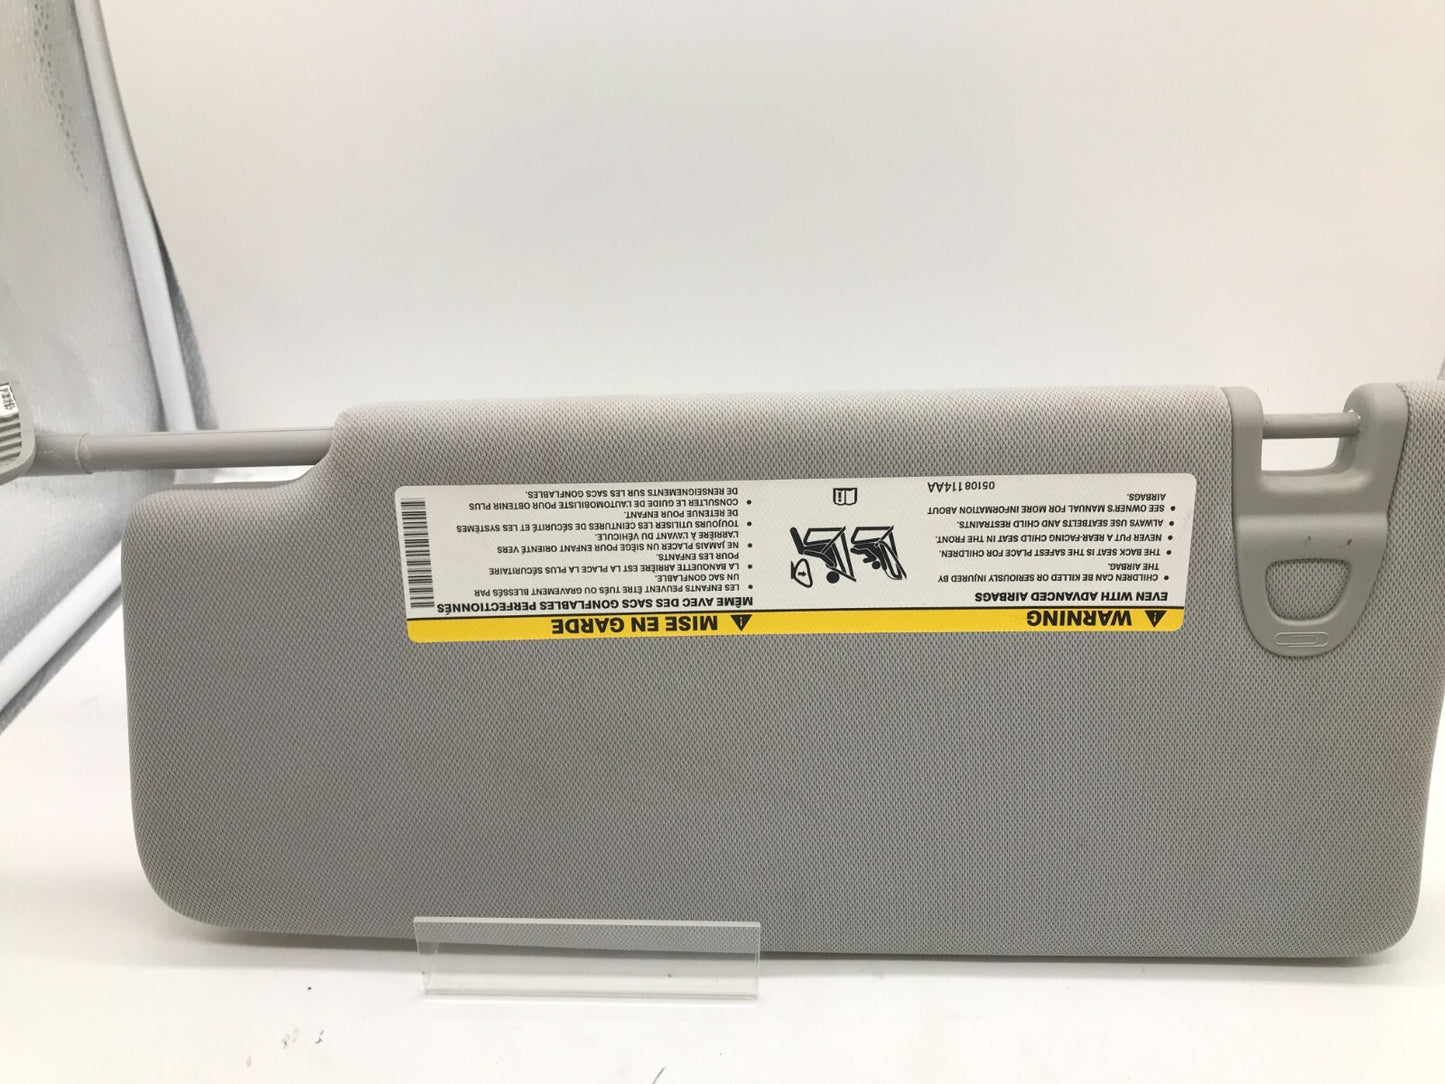 WARNING
EVEN WITH ADVANCED AIRBAGS
• CHILDREN CAN BE KILLED OR SERIOUSLY INJURED BY
THE AIRBAG.
• THE BACK SEAT IS THE SAFEST PLACE FOR CHILDREN.
• NEVER PUT A REAR-FACING CHILD SEAT IN THE FRONT.
• ALWAYS USE SEATBELTS AND CHILD RESTRAINTS.
• SEE OWNER'S MANUAL FOR MORE INFORMATION ABOUT
AIRBAGS.
05108114AA
MISE EN GARDE
MÊME AVEC DES SACS GONFLABLES PERFECTIONNÉS
• LES ENFANTS PEUVENT ÊTRE TUÉS OU GRAVEMENT BLESSÉS PAR
UN SAC GONFLABLE.
• LA BANQUETTE ARRIÈRE EST LA PLACE LA PLUS SÉCURITAIRE
POUR LES ENFANTS.
• NE JAMAIS PLACER UN SIÈGE POUR ENFANT ORIENTÉ VERS
L'ARRIÈRE À L'AVANT DU VÉHICULE.
• TOUJOURS UTILISER LES CEINTURES DE SÉCURITÉ ET LES SYSTÈMES
DE RETENUE POUR ENFANT.
• CONSULTER LE GUIDE DE L'AUTOMOBILISTE POUR OBTENIR PLUS
DE RENSEIGNEMENTS SUR LES SACS GONFLABLES.